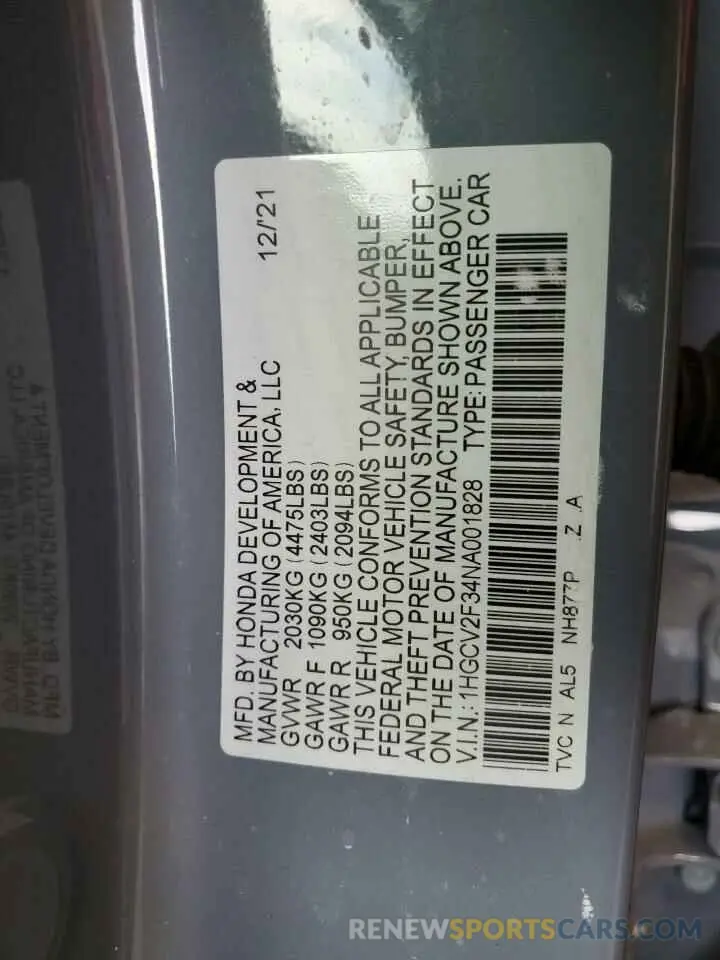 MFD. BY HONDA DEVELOPMENT &
MANUFACTURING OF AMERICA, LLC 12/'21
GVWR 2030KG (4475LBS)
GAWR F 1090KG (2403LBS)
GAWR R 950KG (2094LBS)
THIS VEHICLE CONFORMS TO ALL APPLICABLE
FEDERAL MOTOR VEHICLE SAFETY, BUMPER,
AND THEFT PREVENTION STANDARDS IN EFFECT
ON THE DATE OF MANUFACTURE SHOWN ABOVE.
V.I.N.: 1HGCV2F34NA001828 TYPE: PASSENGER CAR
TVC N AL5 NH877P Z .A
RENEWSPORTSCARS.COM